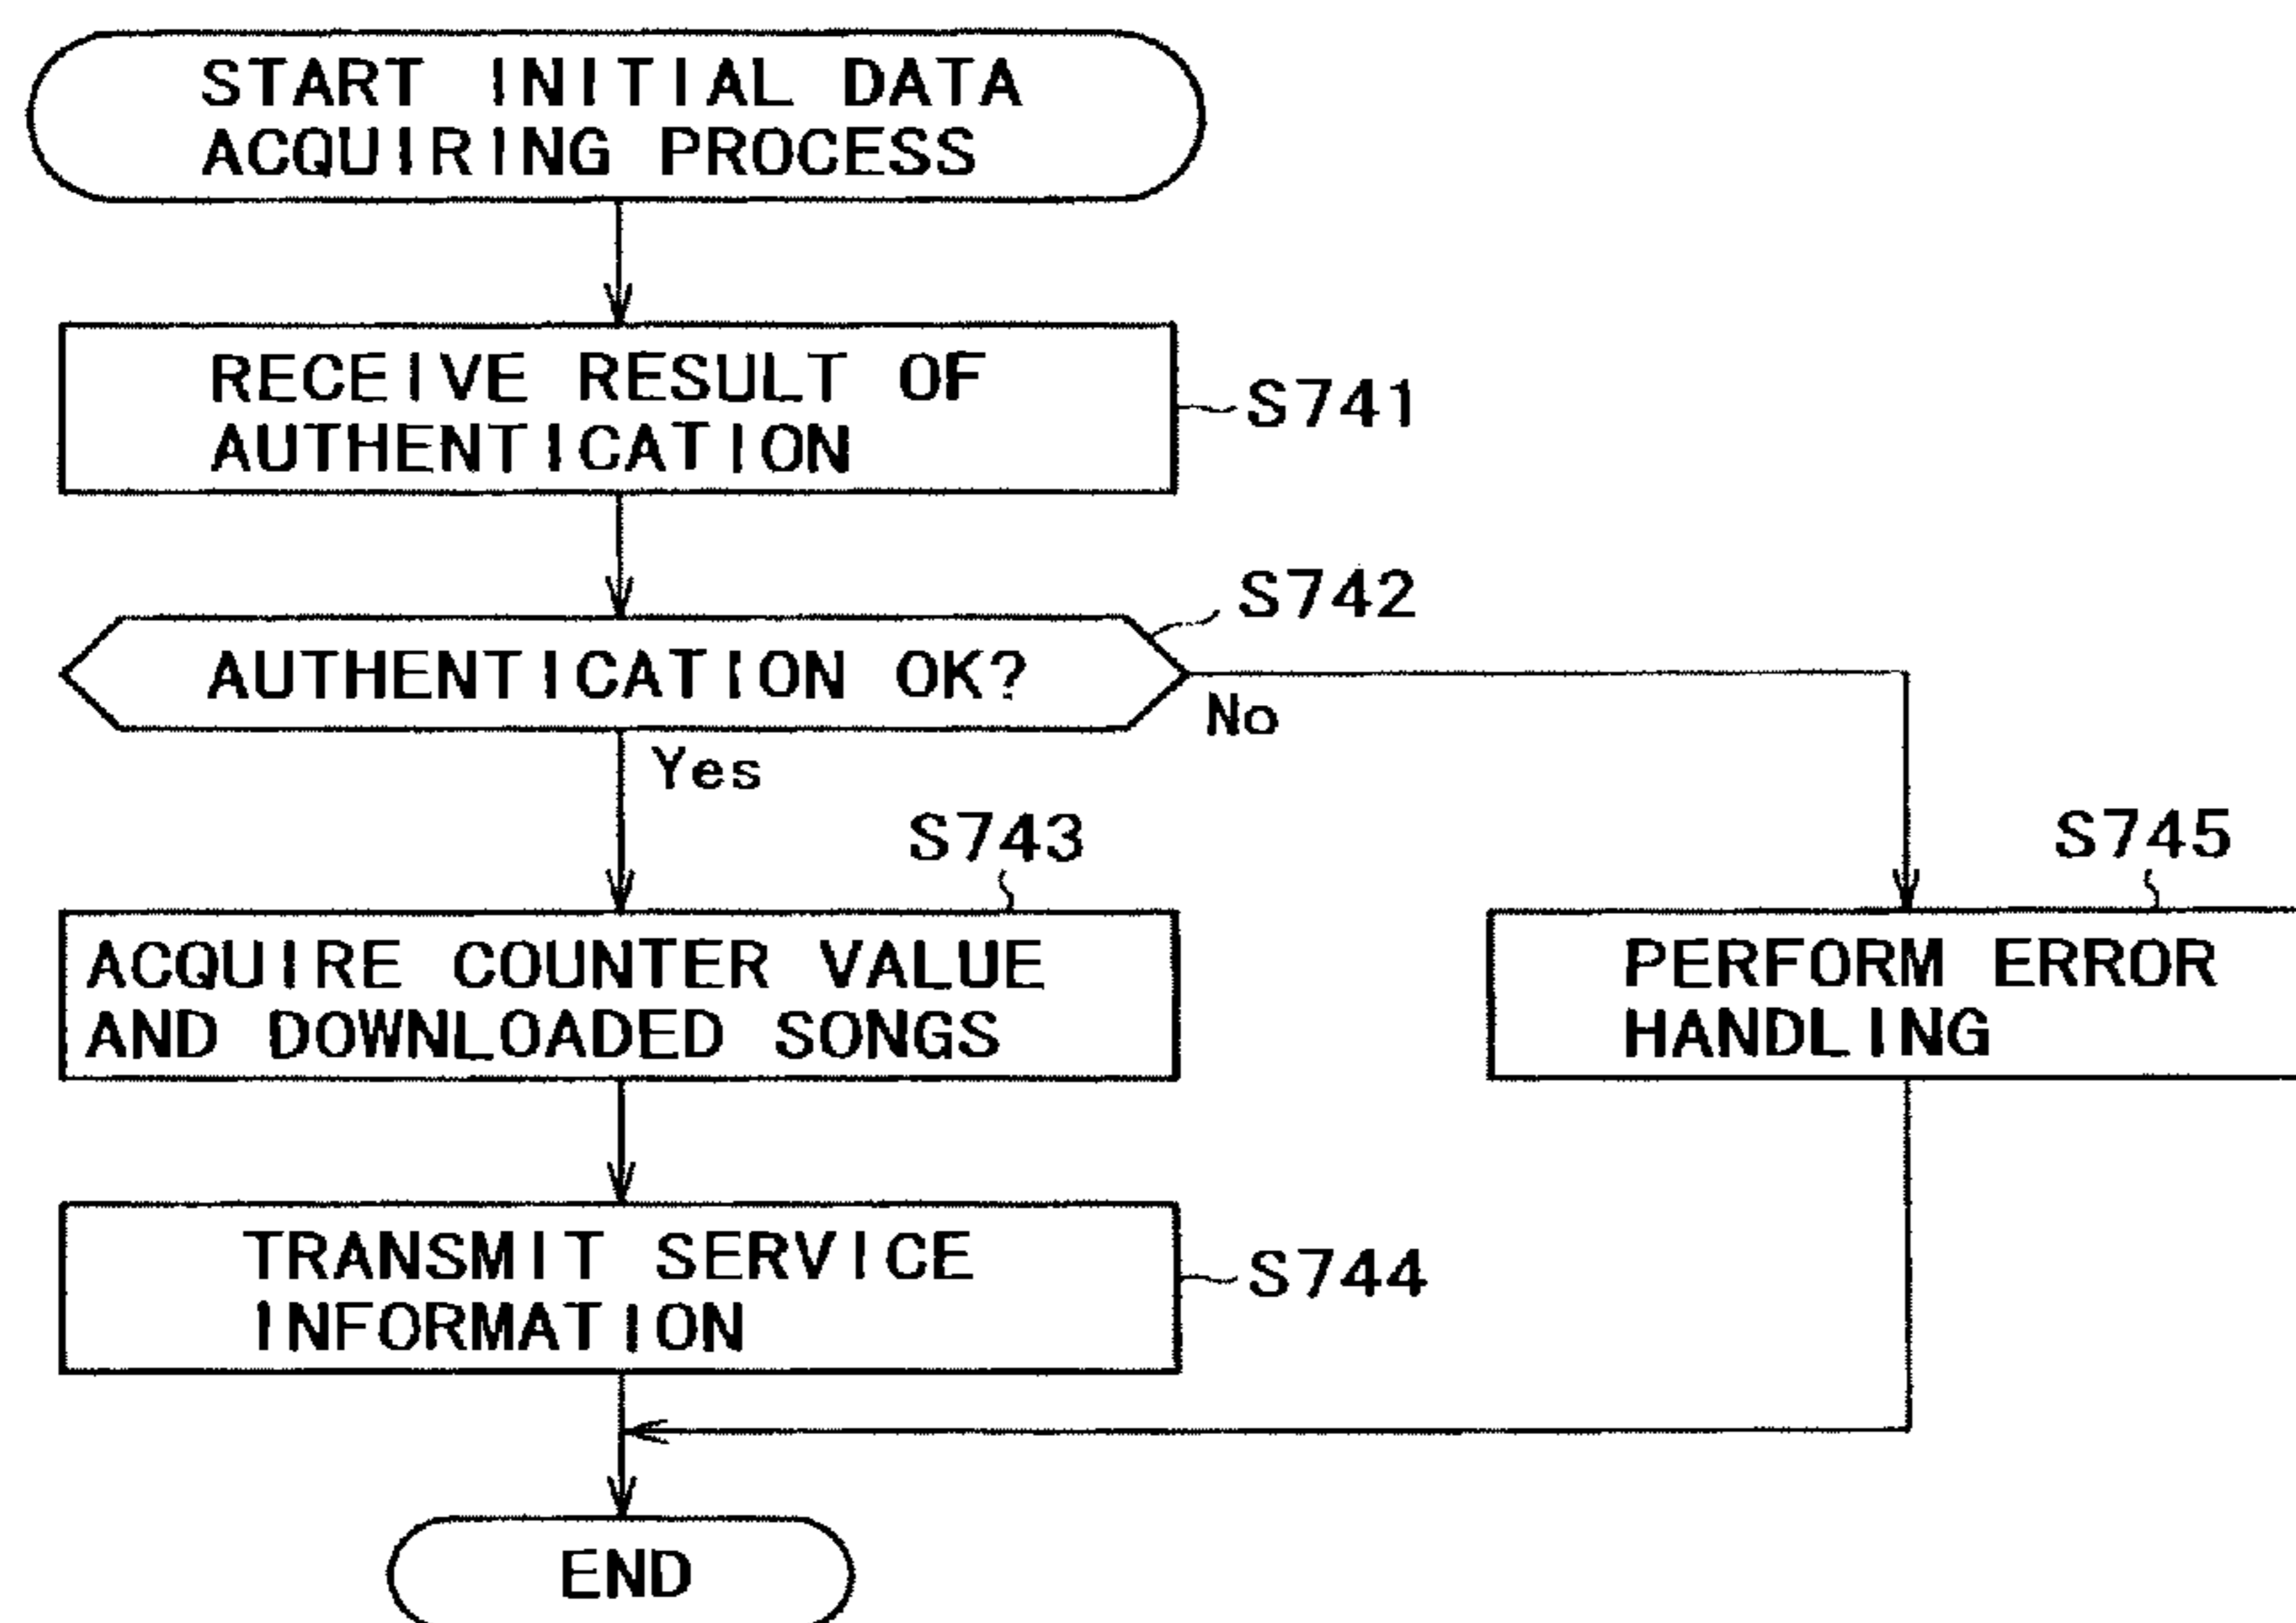 START INITIAL DATA
ACQUIRING PROCESS
RECEIVE RESULT OF
AUTHENTICATION
S741
S742
AUTHENTICATION OK?
No
Yes
S743
S745
ACQUIRE COUNTER VALUE
AND DOWNLOADED SONGS
PERFORM ERROR
HANDLING
TRANSMIT SERVICE
INFORMATION
S744
END